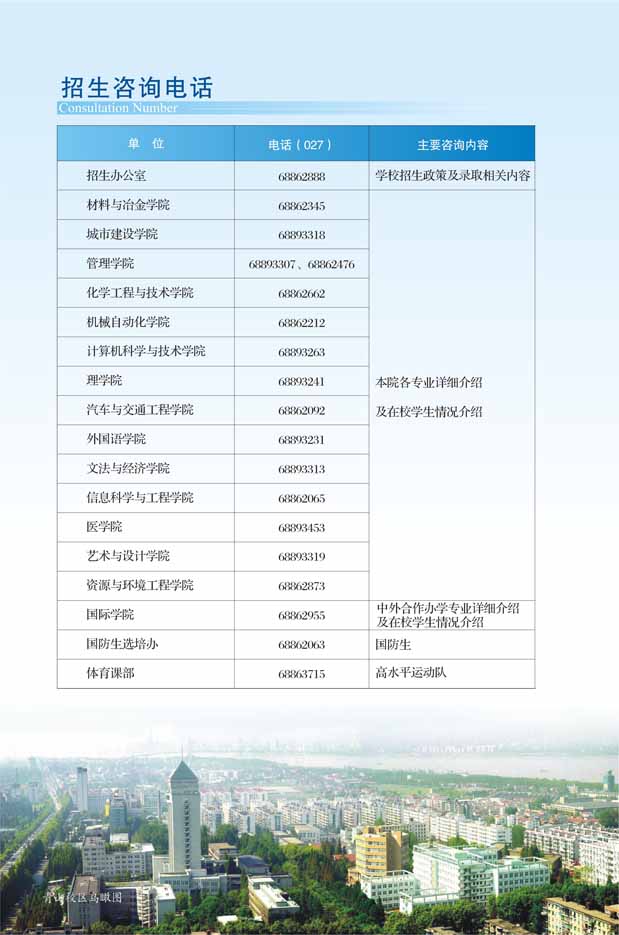 招生咨询电话
Consultation Number
单 位 电话（027） 主要咨询内容
招生办公室 68862888 学校招生政策及录取相关内容
材料与冶金学院 68862345
城市建设学院 68893318
管理学院 68893307、68862476
化学工程与技术学院 68862662
机械自动化学院 68862212
计算机科学与技术学院 68893263
理学院 68893241 本院各专业详细介绍
汽车与交通工程学院 68862092 及在校学生情况介绍
外国语学院 68893231
文法与经济学院 68893313
信息科学与工程学院 68862065
医学院 68893453
艺术与设计学院 68893319
资源与环境工程学院 68862873
国际学院 68862955 中外合作办学专业详细介绍
及在校学生情况介绍
国防生选培办 68862063 国防生
体育课部 68863715 高水平运动队
青山校区鸟瞰图